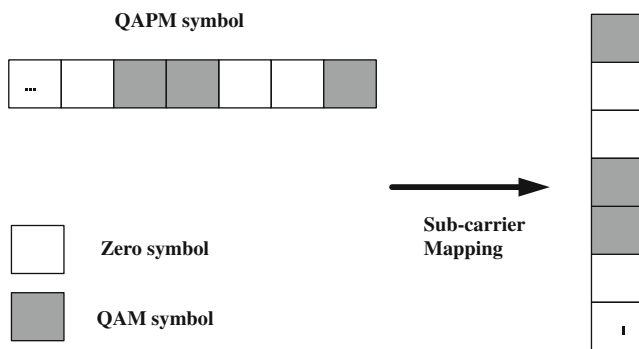 QAPM symbol
...
Sub-carrier
Mapping
Zero symbol
QAM symbol